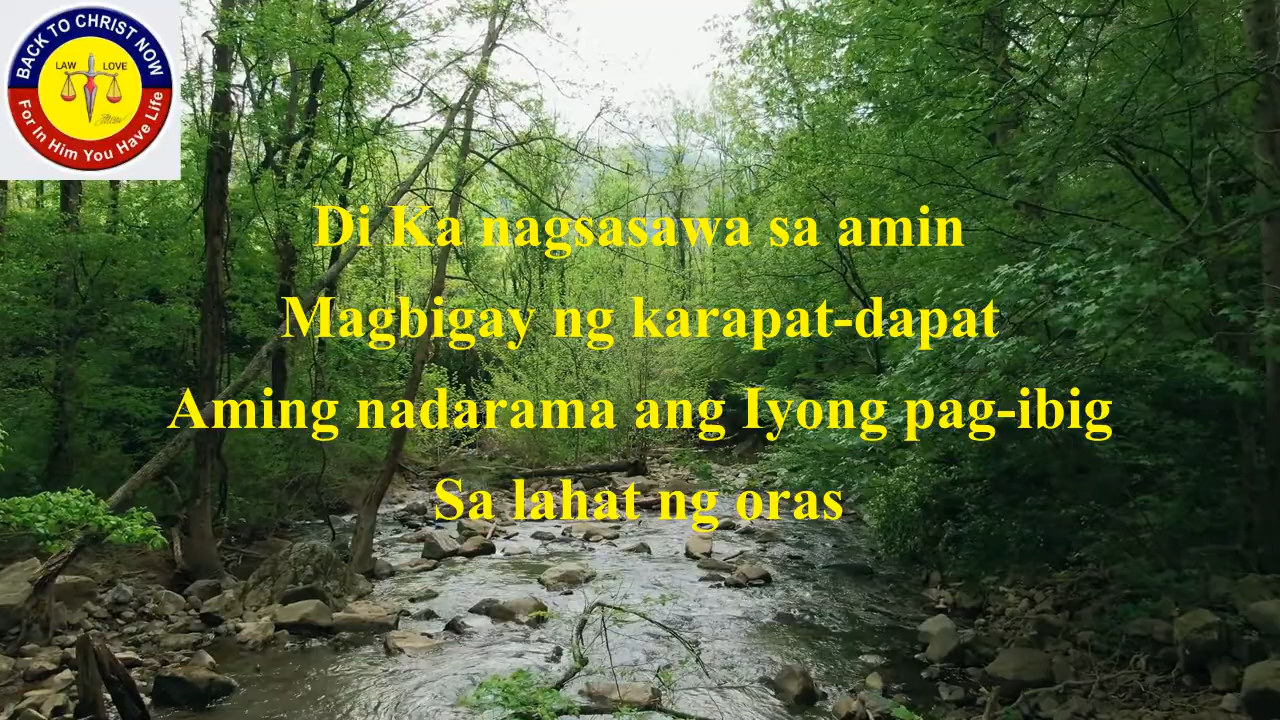 BACK TO CHRIST NOW
LAW LOVE
For In Him You Have Life
Di Ka nagsasawa sa amin
Magbigay ng karapat-dapat
Aming nadarama ang Iyong pag-ibig
Sa lahat ng oras